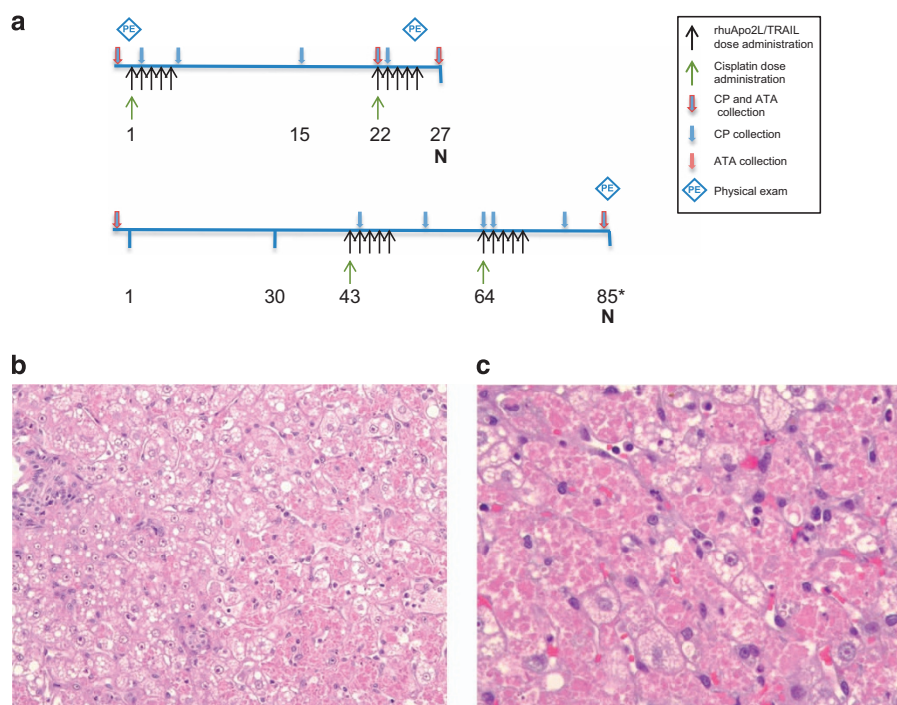 a
PE
PE
1
15
22
27
N
PE
1
30
43
64
85*
N
rhuApo2L/TRAIL
dose administration
Cisplatin dose
administration
CP and ATA
collection
CP collection
ATA collection
PE
Physical exam
b
c